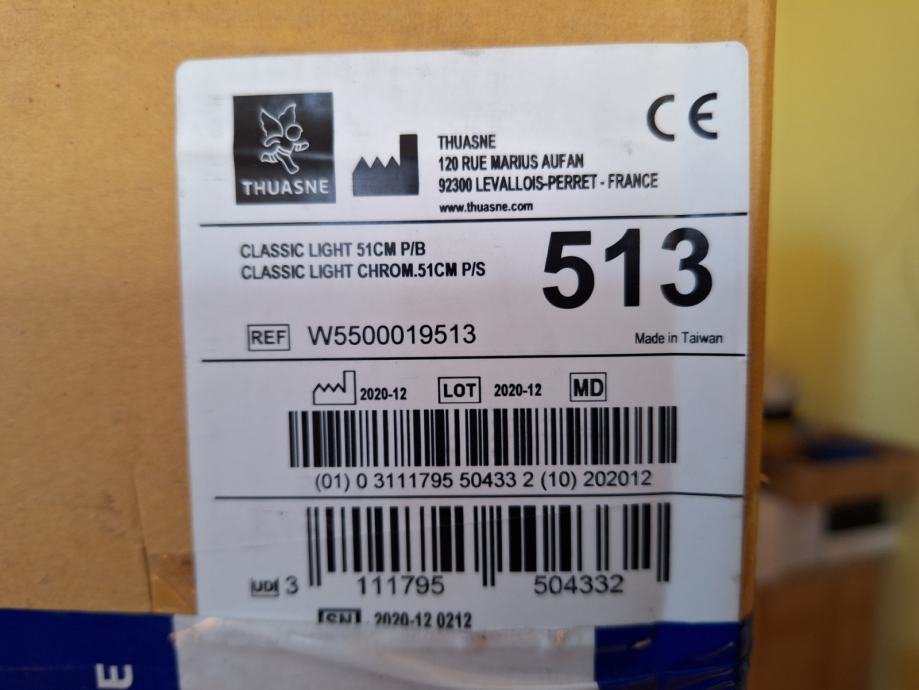 THUASNE
CE
THUASNE
120 RUE MARIUS AUFAN
92300 LEVALLOIS-PERRET - FRANCE
www.thuasne.com
CLASSIC LIGHT 51CM P/B
CLASSIC LIGHT CHROM.51CM P/S
513
REF W5500019513
Made in Taiwan
2020-12 LOT 2020-12 MD
(01) 0 3111795 50433 2 (10) 202012
UDI 3 111795 504332
SN 2020-12 0212
E